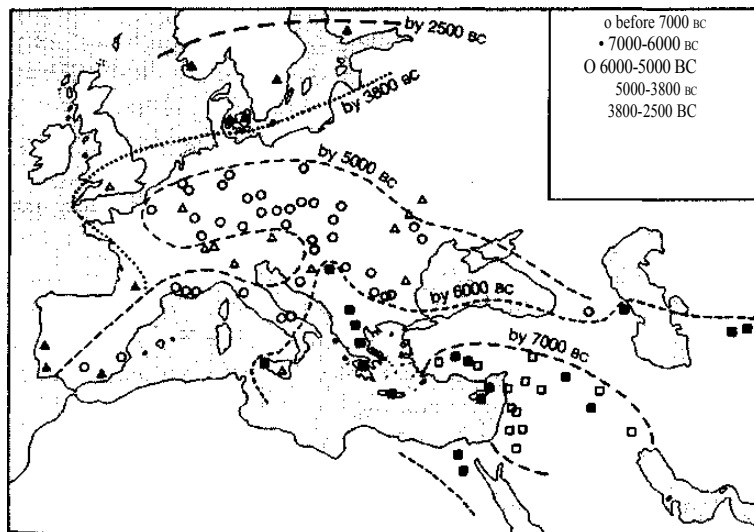 by 2500 BC
by 3800 BC
by 5000 BC
by 6000 BC
by 7000 BC
o before 7000 BC
• 7000-6000 BC
O 6000-5000 BC
5000-3800 BC
3800-2500 BC